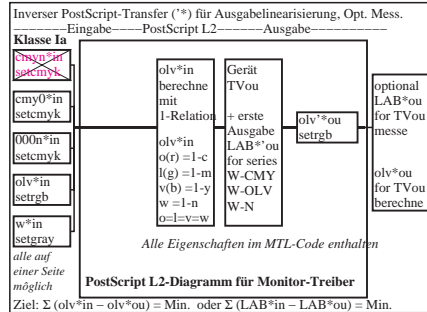 Inverser PostScript-Transfer ('*) für Ausgabelinearisierung, Opt. Mess.
–––––––Eingabe––––PostScript L2––––––Ausgabe––––––––––
Klasse Ia
cmyn*in
setcmyk
cmy0*in
setcmyk
000n*in
setcmyk
olv*in
setrgb
w*in
setgray
alle auf
einer Seite
möglich
olv*in
berechne
mit
1-Relation
olv*in
o(r) =1-c
l(g) =1-m
v(b) =1-y
w =1-n
o=l=v=w
Gerät
TVou
+ erste
Ausgabe
LAB*'ou
for series
W-CMY
W-OLV
W-N
olv'*ou
setrgb
optional
LAB*ou
for TVou
messe
olv*ou
for TVou
berechne
Alle Eigenschaften im MTL-Code enthalten
PostScript L2-Diagramm für Monitor-Treiber
Ziel: Σ (olv*in – olv*ou) = Min. oder Σ (LAB*in – LAB*ou) = Min.